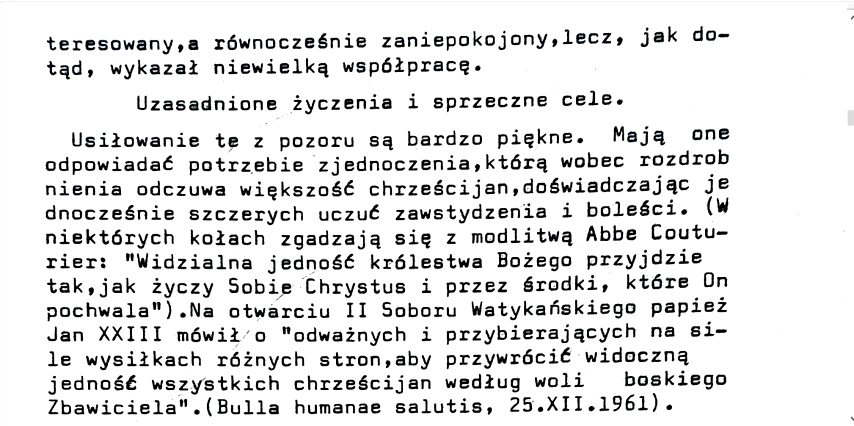 teresowany,a równocześnie zaniepokojony,lecz, jak do-
tąd, wykazał niewielką współpracę.
Uzasadnione życzenia i sprzeczne cele.
Usiłowanie te z pozoru są bardzo piękne. Mają one
odpowiadać potrzebie zjednoczenia,którą wobec rozdrob
nienia odczuwa większość chrześcijan,doświadczając je
dnocześnie szczerych uczuć zawstydzenia i boleści. (W
niektórych kołach zgadzają się z modlitwą Abbe Coutu-
rier: "Widzialna jedność królestwa Bożego przyjdzie
tak,jak życzy Sobie Chrystus i przez środki, które On
pochwala").Na otwarciu II Soboru Watykańskiego papież
Jan XXIII mówił o "odważnych i przybierających na si-
le wysiłkach różnych stron,aby przywrócić widoczną
jedność wszystkich chrześcijan według woli boskiego
Zbawiciela".(Bulla humanae salutis, 25.XII.1961).